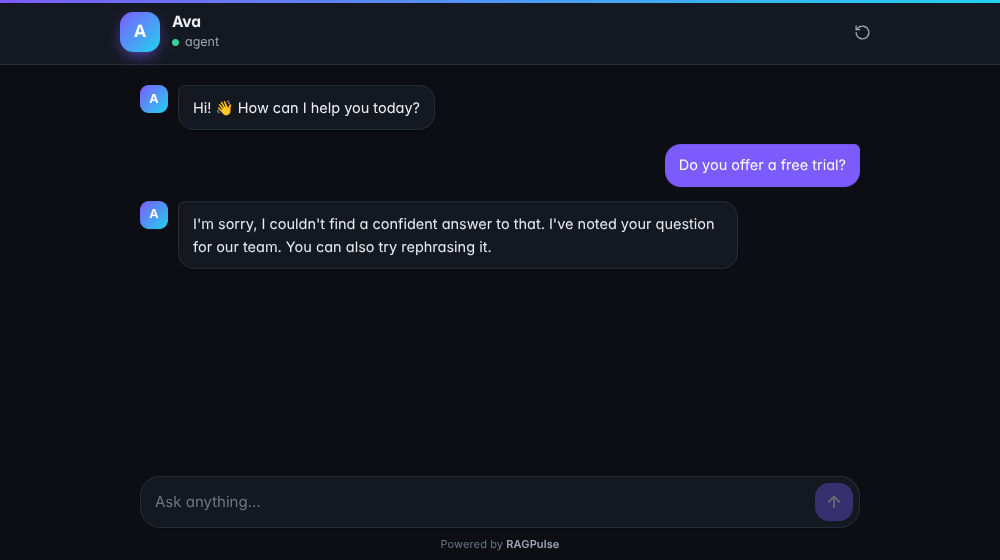 A
Ava
agent
A
Hi! 👋 How can I help you today?
Do you offer a free trial?
A
I'm sorry, I couldn't find a confident answer to that. I've noted your question
for our team. You can also try rephrasing it.
Ask anything...
Powered by RAGPulse